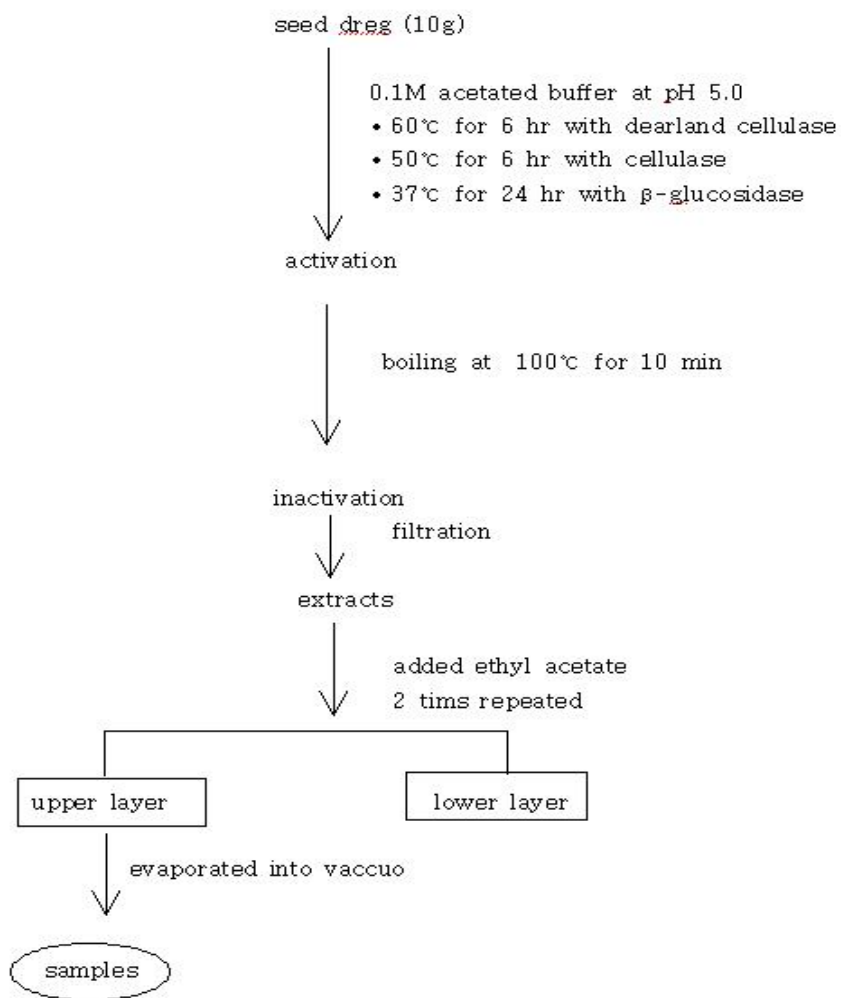 seed dreg (10g)
0.1M acetated buffer at pH 5.0
• 60℃ for 6 hr with dearland cellulase
• 50℃ for 6 hr with cellulase
• 37℃ for 24 hr with β-glucosidase
activation
boiling at 100℃ for 10 min
inactivation
filtration
extracts
added ethyl acetate
2 tims repeated
upper layer
lower layer
evaporated into vaccuo
samples